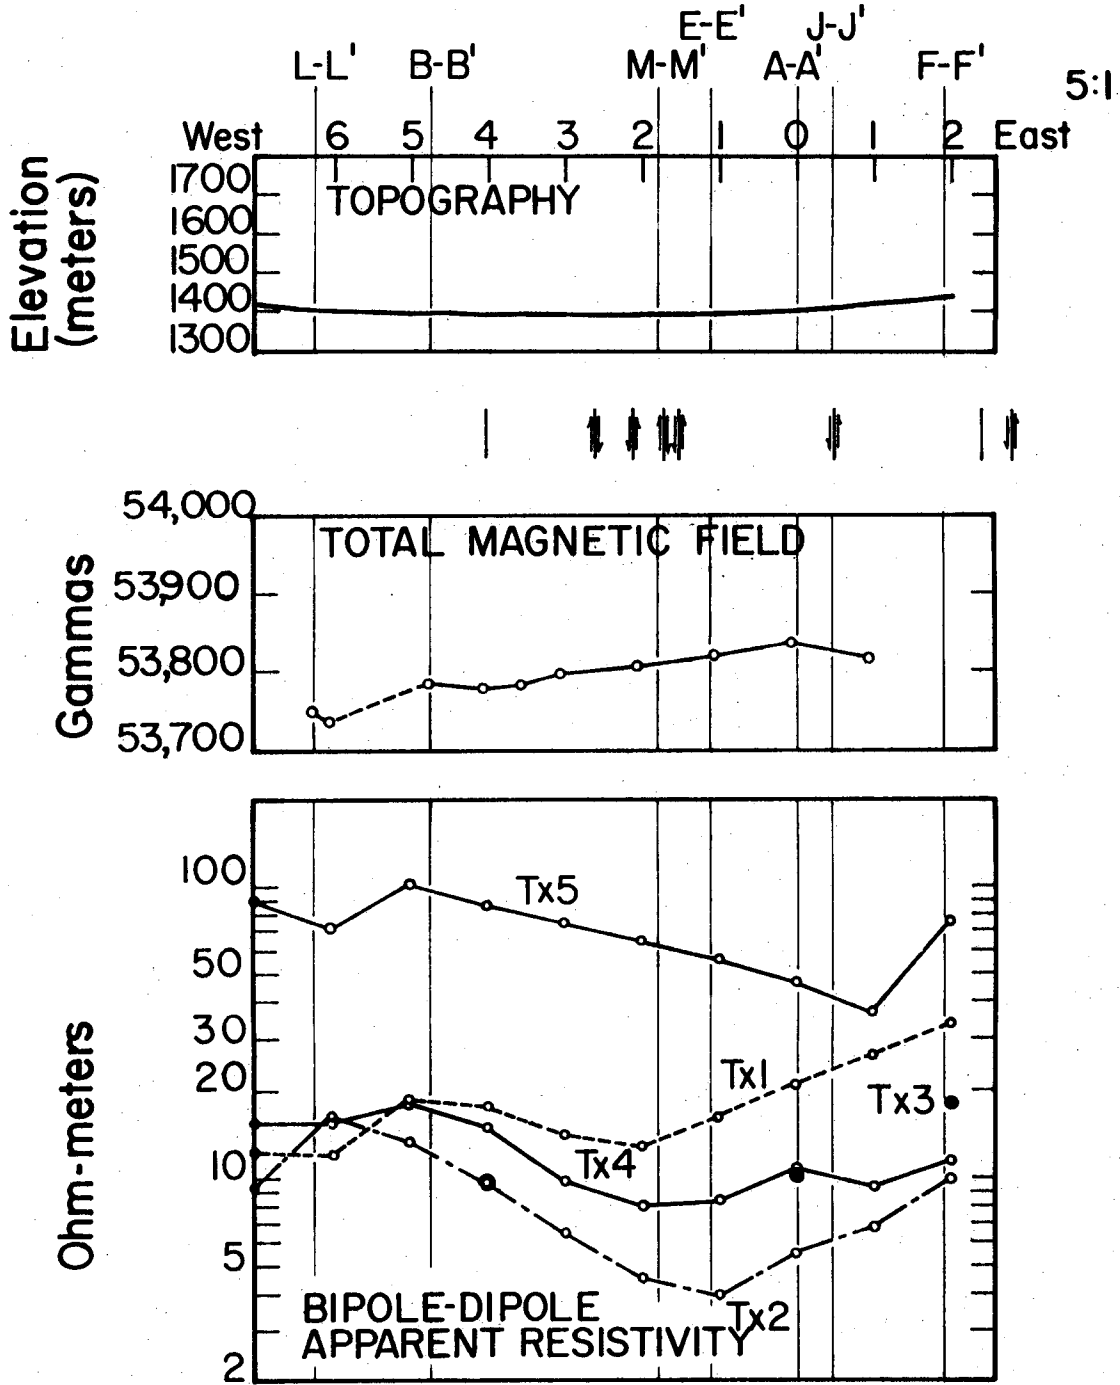 E-E' J-J'
L-L' B-B' M-M' A-A' F-F'
5:1
West 6 5 4 3 2 1 0 1 2 East
Elevation
(meters)
1700
1600
1500
1400
1300
TOPOGRAPHY
Gammas
54,000
53,900
53,800
53,700
TOTAL MAGNETIC FIELD
Ohm-meters
100
50
30
20
10
5
2
Tx5
Tx1
Tx3
Tx4
Tx2
BIPOLE-DIPOLE
APPARENT RESISTIVITY